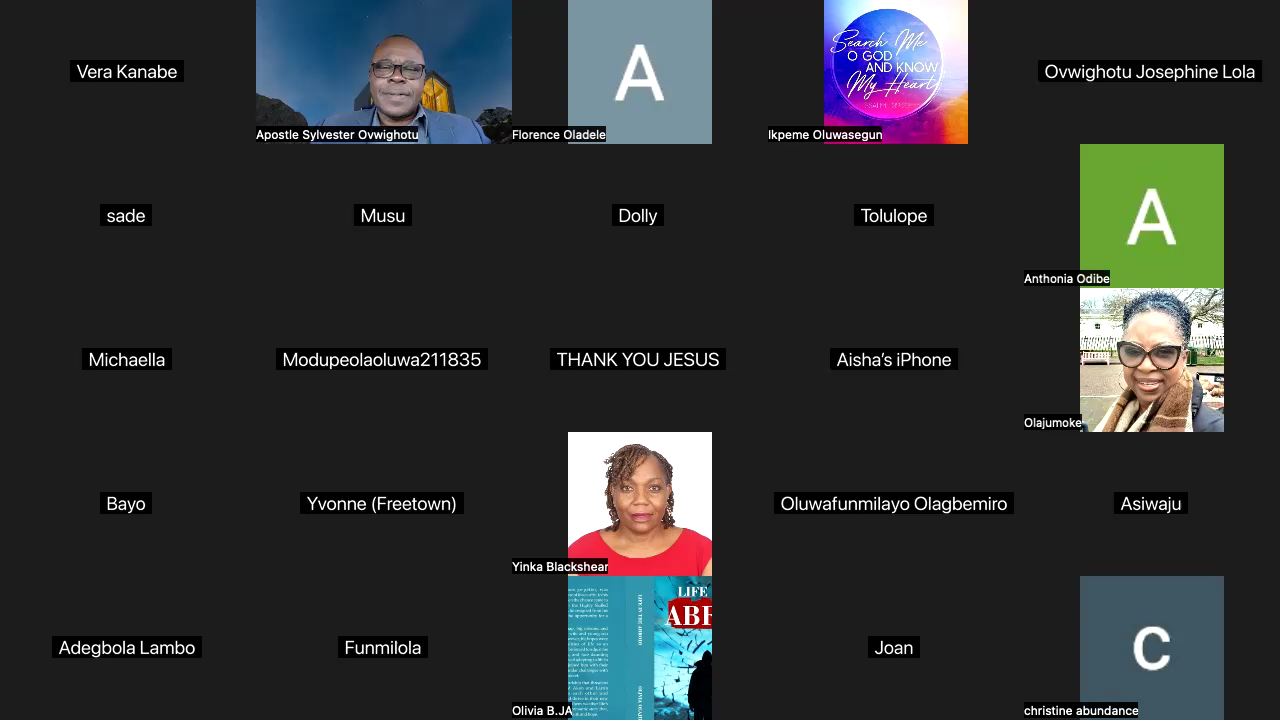 Vera Kanabe
Apostle Sylvester Ovwighotu
A
Florence Oladele
Search Me
O GOD
AND KNOW
My Heart
Ikpeme Oluwasegun
Ovwighotu Josephine Lola
sade
Musu
Dolly
Tolulope
A
Anthonia Odibe
Michaella
Modupeolaoluwa211835
THANK YOU JESUS
Aisha's iPhone
Olajumoke
Bayo
Yvonne (Freetown)
Yinka Blackshear
Oluwafunmilayo Olagbemiro
Asiwaju
Adegbola Lambo
Funmilola
LIFE
Olivia B.JA
Joan
C
christine abundance